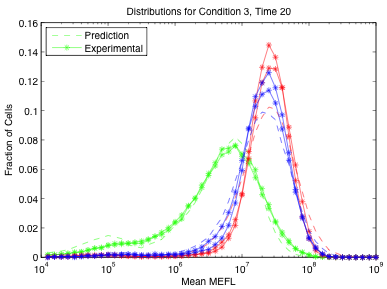 Distributions for Condition 3, Time 20
Prediction
Experimental
Fraction of Cells
0.16
0.14
0.12
0.1
0.08
0.06
0.04
0.02
0
10^4 10^5 10^6 10^7 10^8 10^9
Mean MEFL